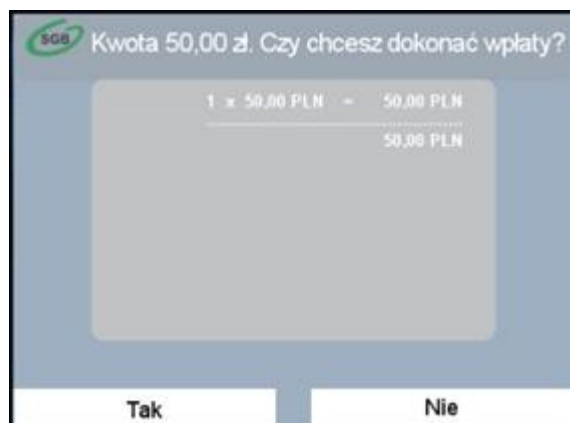 SGB
Kwota 50,00 zł. Czy chcesz dokonać wpłaty?
1 x 50,00 PLN - 50,00 PLN
50,00 PLN
Tak
Nie